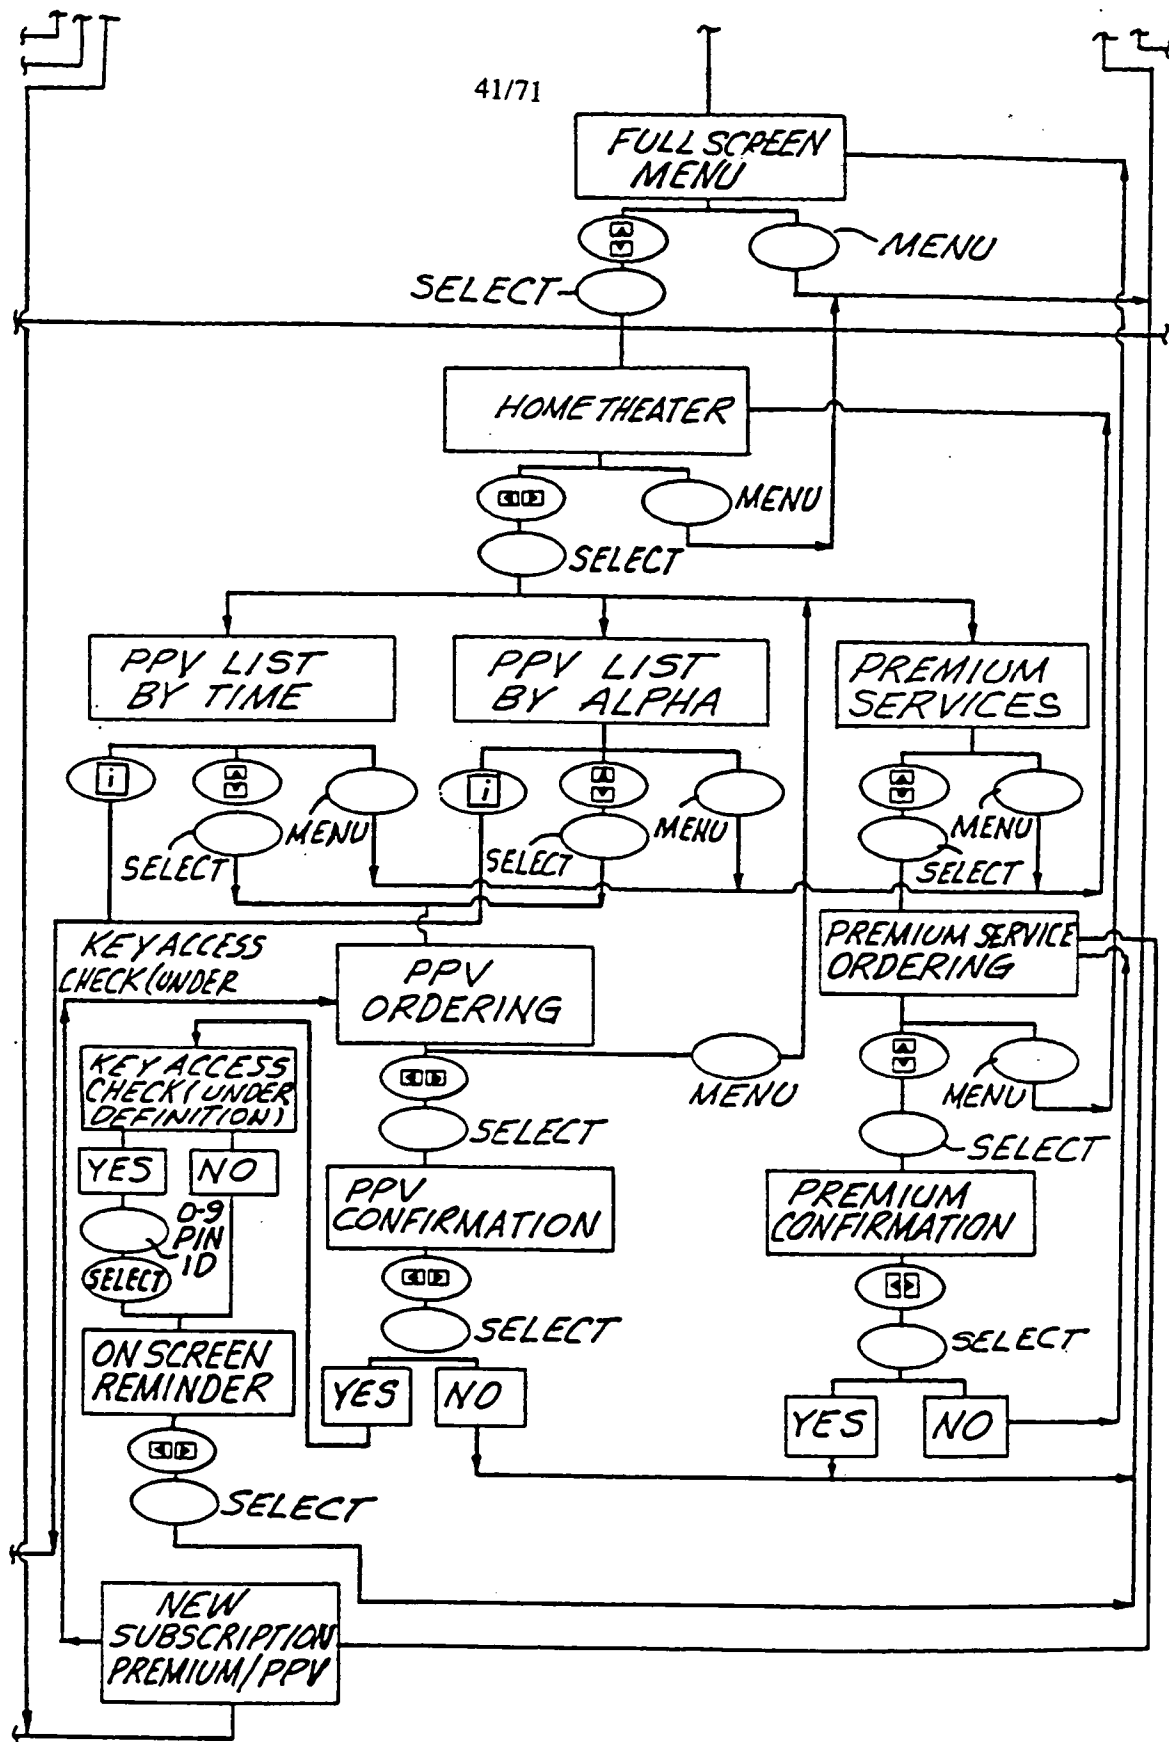 41/71
FULL SCREEN
MENU
MENU
SELECT
HOME THEATER
MENU
SELECT
PPV LIST
BY TIME
PPV LIST
BY ALPHA
PREMIUM
SERVICES
i
i
MENU
MENU
MENU
SELECT
SELECT
SELECT
KEY ACCESS
CHECK (UNDER
PPV
ORDERING
PREMIUM SERVICE
ORDERING
KEY ACCESS
CHECK (UNDER
DEFINITION)
MENU
MENU
SELECT
SELECT
YES
NO
PPV
CONFIRMATION
PREMIUM
CONFIRMATION
0-9
PIN
ID
SELECT
SELECT
SELECT
ON SCREEN
REMINDER
YES
NO
YES
NO
SELECT
NEW
SUBSCRIPTION
PREMIUM/PPV